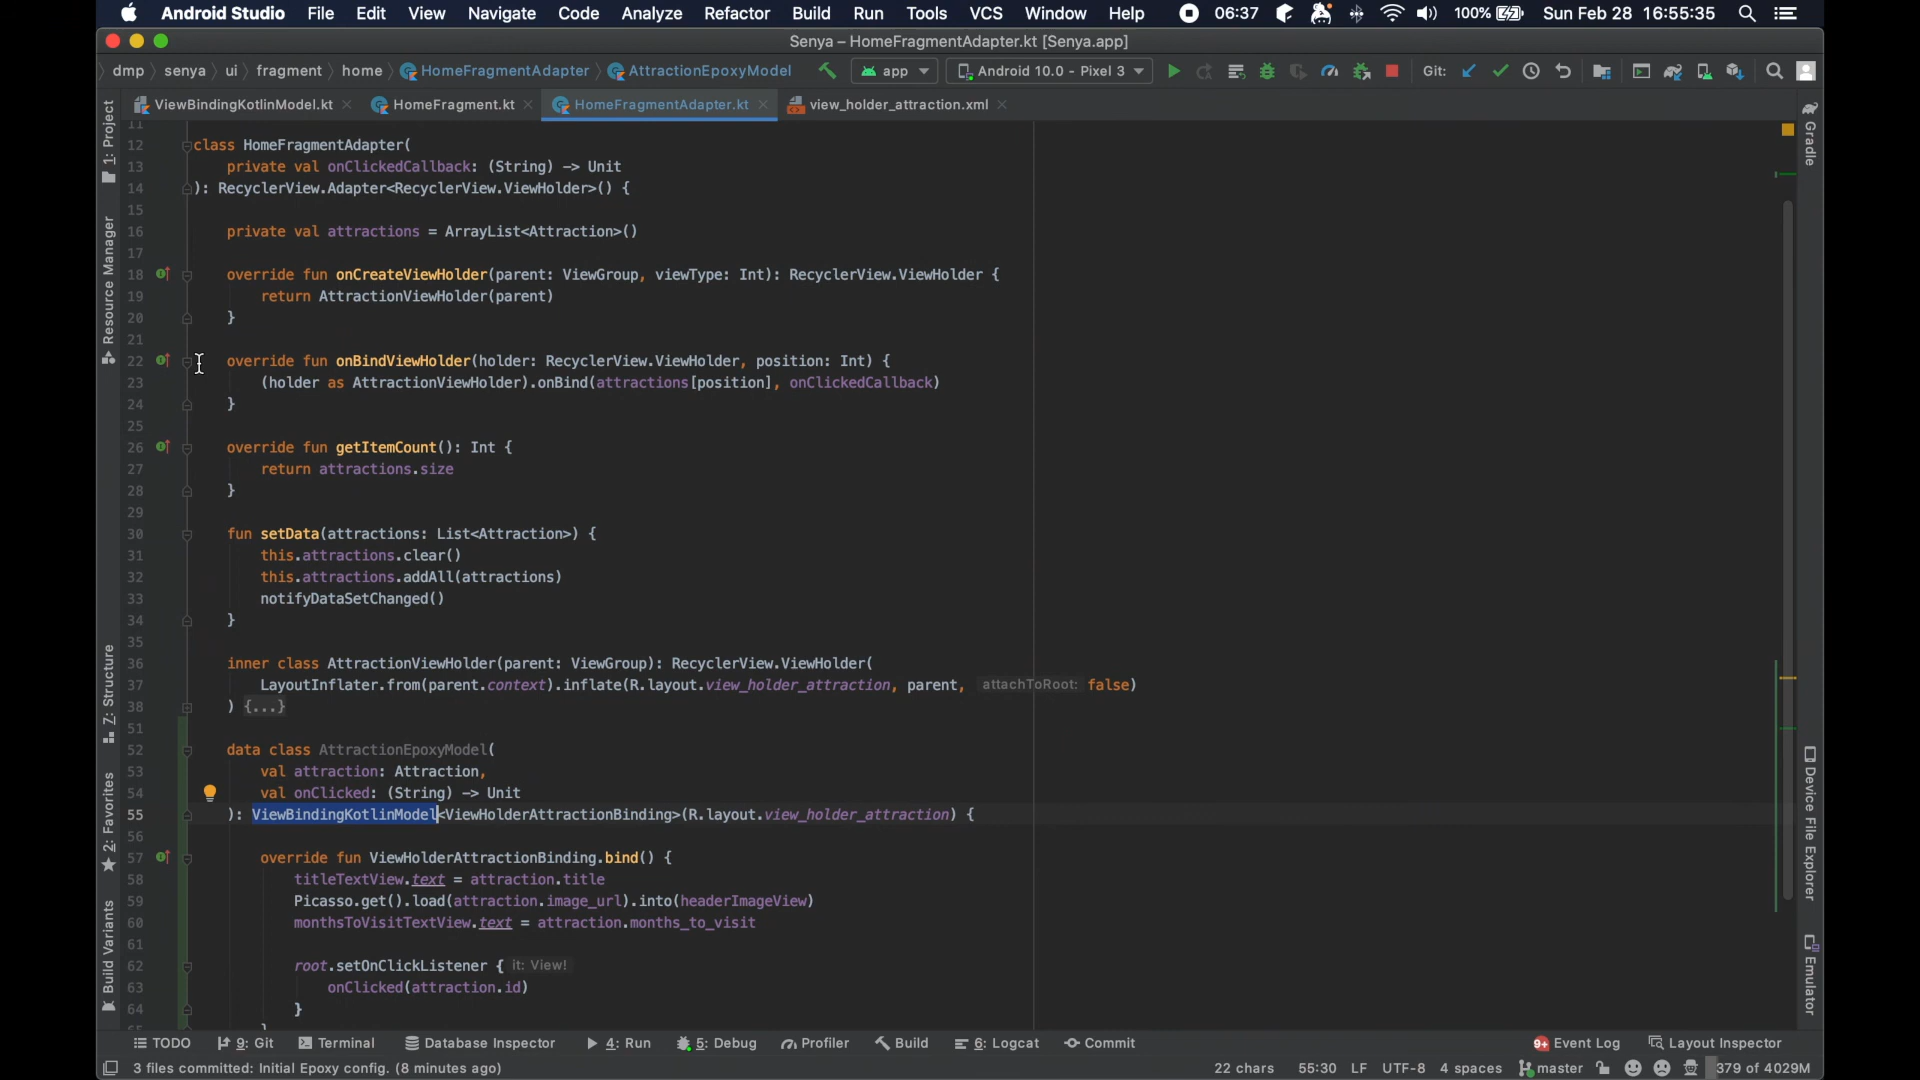 Android Studio File Edit View Navigate Code Analyze Refactor Build Run Tools VCS Window Help 06:37 100% Sun Feb 28 16:55:35
Senya – HomeFragmentAdapter.kt [Senya.app]
dmp senya ui fragment home HomeFragmentAdapter AttractionEpoxyModel app Android 10.0 - Pixel 3 Git:
ViewBindingKotlinModel.kt HomeFragment.kt HomeFragmentAdapter.kt view_holder_attraction.xml
1: Project
Resource Manager
Z: Structure
2: Favorites
Build Variants
11
12 class HomeFragmentAdapter(
13 private val onClickedCallback: (String) -> Unit
14 ): RecyclerView.Adapter<RecyclerView.ViewHolder>() {
15
16 private val attractions = ArrayList<Attraction>()
17
18 override fun onCreateViewHolder(parent: ViewGroup, viewType: Int): RecyclerView.ViewHolder {
19 return AttractionViewHolder(parent)
20 }
21
22 override fun onBindViewHolder(holder: RecyclerView.ViewHolder, position: Int) {
23 (holder as AttractionViewHolder).onBind(attractions[position], onClickedCallback)
24 }
25
26 override fun getItemCount(): Int {
27 return attractions.size
28 }
29
30 fun setData(attractions: List<Attraction>) {
31 this.attractions.clear()
32 this.attractions.addAll(attractions)
33 notifyDataSetChanged()
34 }
35
36 inner class AttractionViewHolder(parent: ViewGroup): RecyclerView.ViewHolder(
37 LayoutInflater.from(parent.context).inflate(R.layout.view_holder_attraction, parent, attachToRoot: false)
38 ) {...}
51
52 data class AttractionEpoxyModel(
53 val attraction: Attraction,
54 val onClicked: (String) -> Unit
55 ): ViewBindingKotlinModel<ViewHolderAttractionBinding>(R.layout.view_holder_attraction) {
56
57 override fun ViewHolderAttractionBinding.bind() {
58 titleTextView.text = attraction.title
59 Picasso.get().load(attraction.image_url).into(headerImageView)
60 monthsToVisitTextView.text = attraction.months_to_visit
61
62 root.setOnClickListener { it: View!
63 onClicked(attraction.id)
64 }
65 }
Gradle
Device File Explorer
Emulator
TODO 9: Git Terminal Database Inspector 4: Run 5: Debug Profiler Build 6: Logcat Commit 9+ Event Log Layout Inspector
3 files committed: Initial Epoxy config. (8 minutes ago) 22 chars 55:30 LF UTF-8 4 spaces master 379 of 4029M